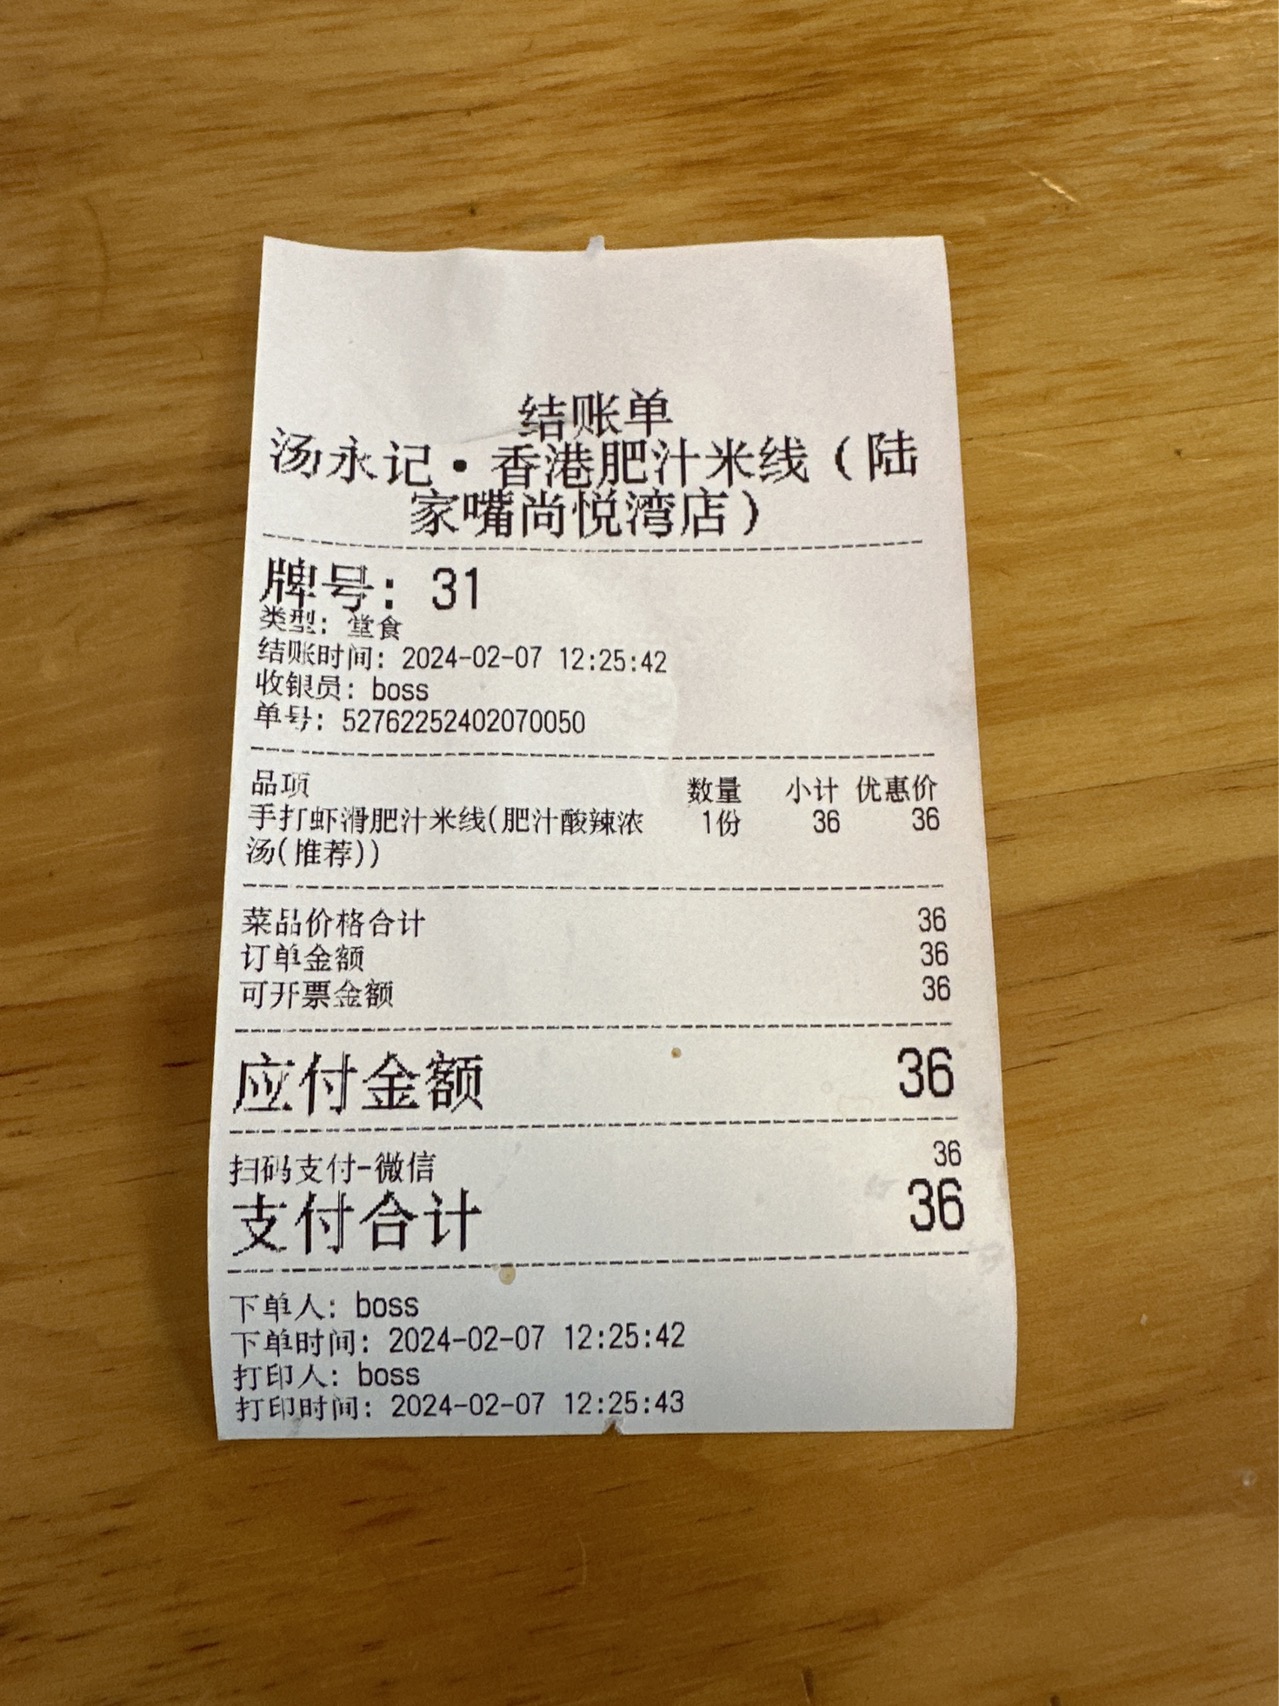 结账单
汤永记·香港肥汁米线（陆
家嘴尚悦湾店）
牌号: 31
类型: 堂食
结账时间: 2024-02-07 12:25:42
收银员: boss
单号: 52762252402070050
品项 数量 小计 优惠价
手打虾滑肥汁米线(肥汁酸辣浓 1份 36 36
汤(推荐))
菜品价格合计 36
订单金额 36
可开票金额 36
应付金额 36
扫码支付-微信 36
支付合计 36
下单人: boss
下单时间: 2024-02-07 12:25:42
打印人: boss
打印时间: 2024-02-07 12:25:43